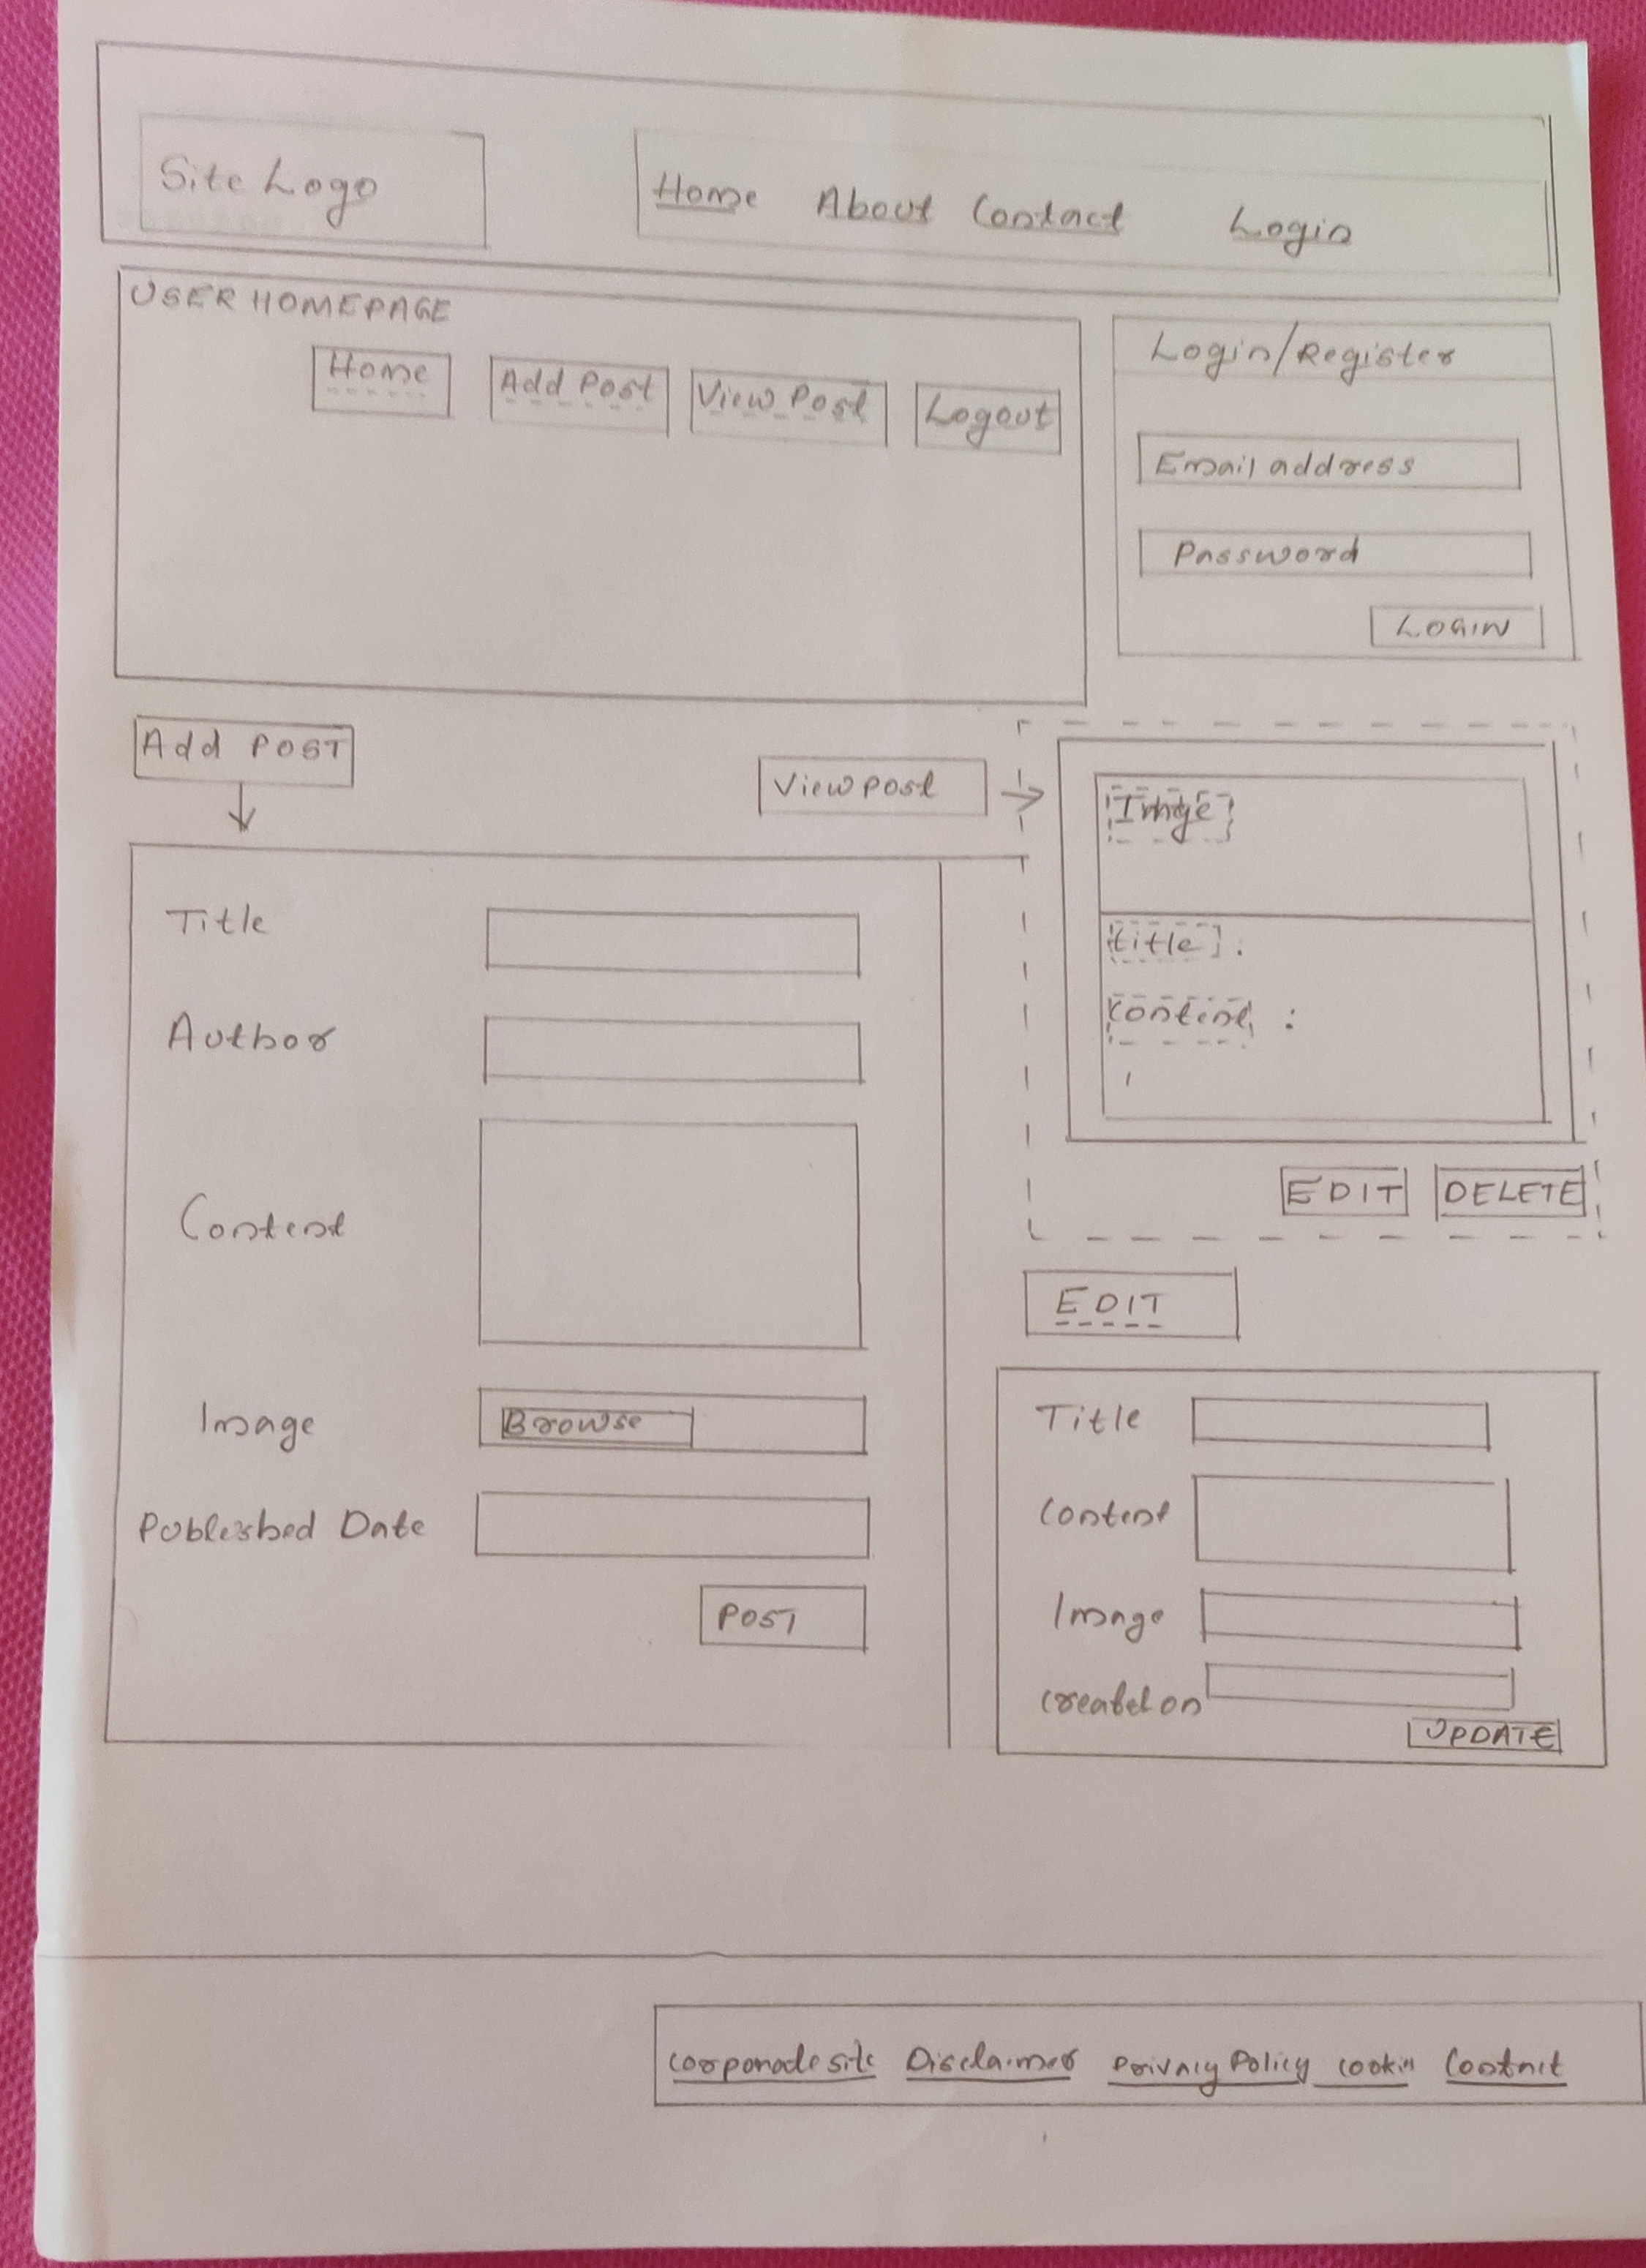 Site Logo
Home About Contact Login
USER HOMEPAGE
Home Add Post View Post Logout
Login/Register
Email address
Password
LOGIN
Add POST
View post
Image
title :
content :
EDIT DELETE
Title
Author
Content
Image Browse
Published Date
POST
EDIT
Title
Content
Image
created on
UPDATE
corporate site Disclaimer Privacy Policy cookies Contact